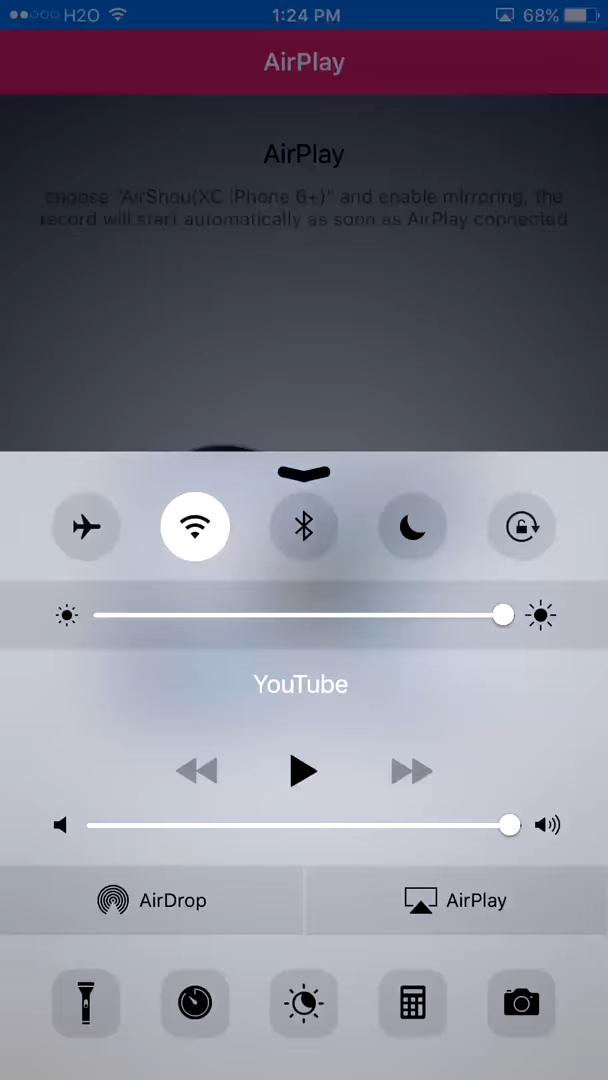 H2O 1:24 PM 68%
AirPlay
AirPlay
choose "AirShou(XC iPhone 6+)" and enable mirrpring, the
record will start automatically as soon as AirPlay connected
YouTube
AirDrop AirPlay